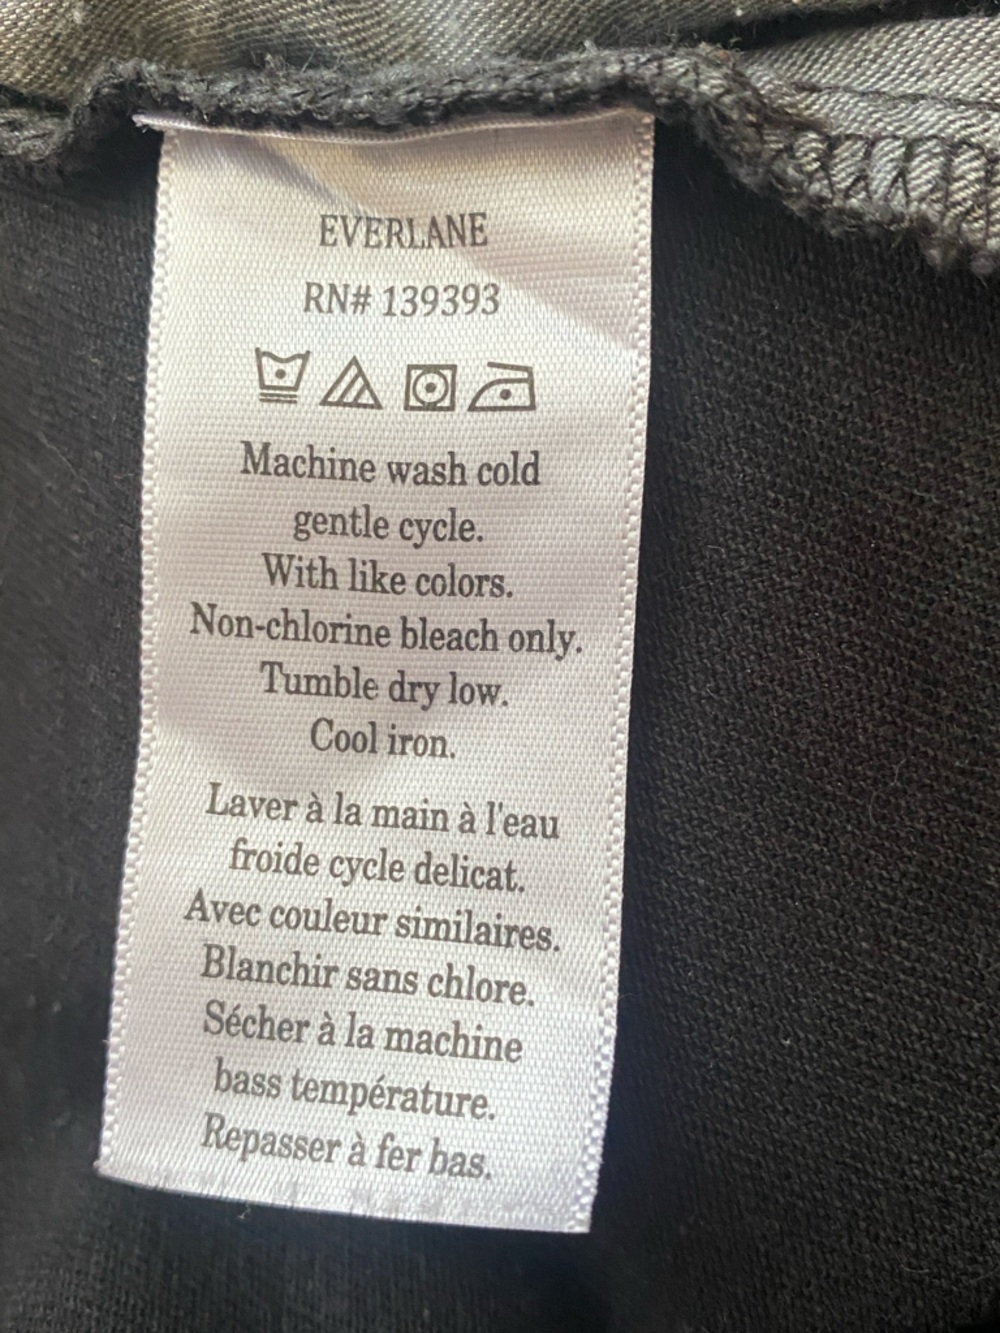 EVERLANE
RN# 139393
Machine wash cold
gentle cycle.
With like colors.
Non-chlorine bleach only.
Tumble dry low.
Cool iron.
Laver à la main à l'eau
froide cycle delicat.
Avec couleur similaires.
Blanchir sans chlore.
Sécher à la machine
bass température.
Repasser à fer bas.